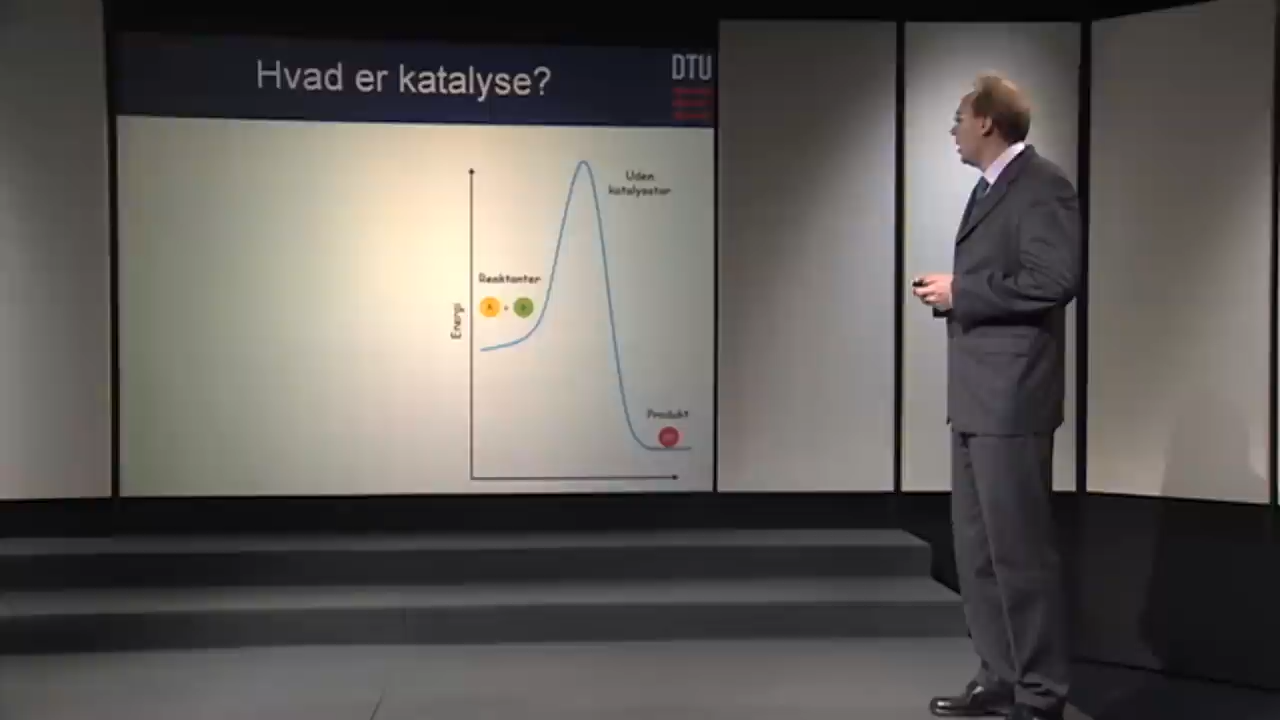 Hvad er katalyse?
DTU
Uden
katalysator
Reaktanter
A + B
Energi
Produkt